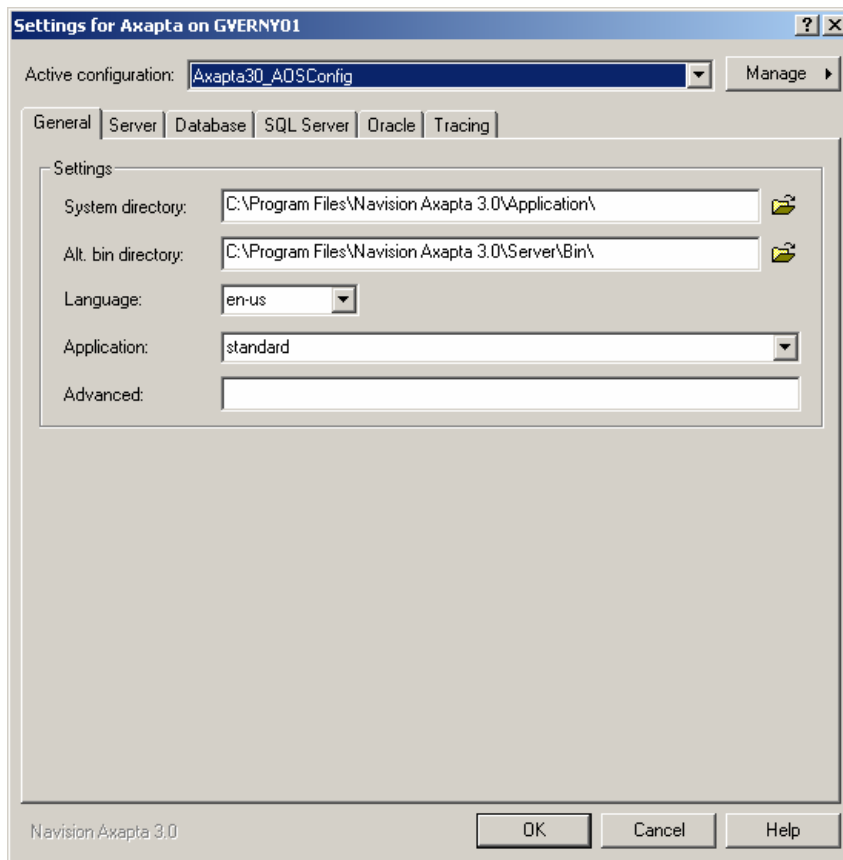 Settings for Axapta on GVERNY01
Active configuration: Axapta30_AOSConfig Manage
General Server Database SQL Server Oracle Tracing
Settings
System directory: C:\Program Files\Navision Axapta 3.0\Application\
Alt. bin directory: C:\Program Files\Navision Axapta 3.0\Server\Bin\
Language: en-us
Application: standard
Advanced:
Navision Axapta 3.0 OK Cancel Help